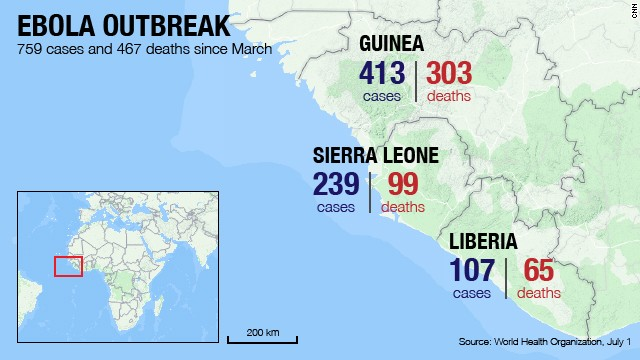 EBOLA OUTBREAK
759 cases and 467 deaths since March
CNN
GUINEA
413 303
cases deaths
SIERRA LEONE
239 99
cases deaths
LIBERIA
107 65
cases deaths
200 km
Source: World Health Organization, July 1